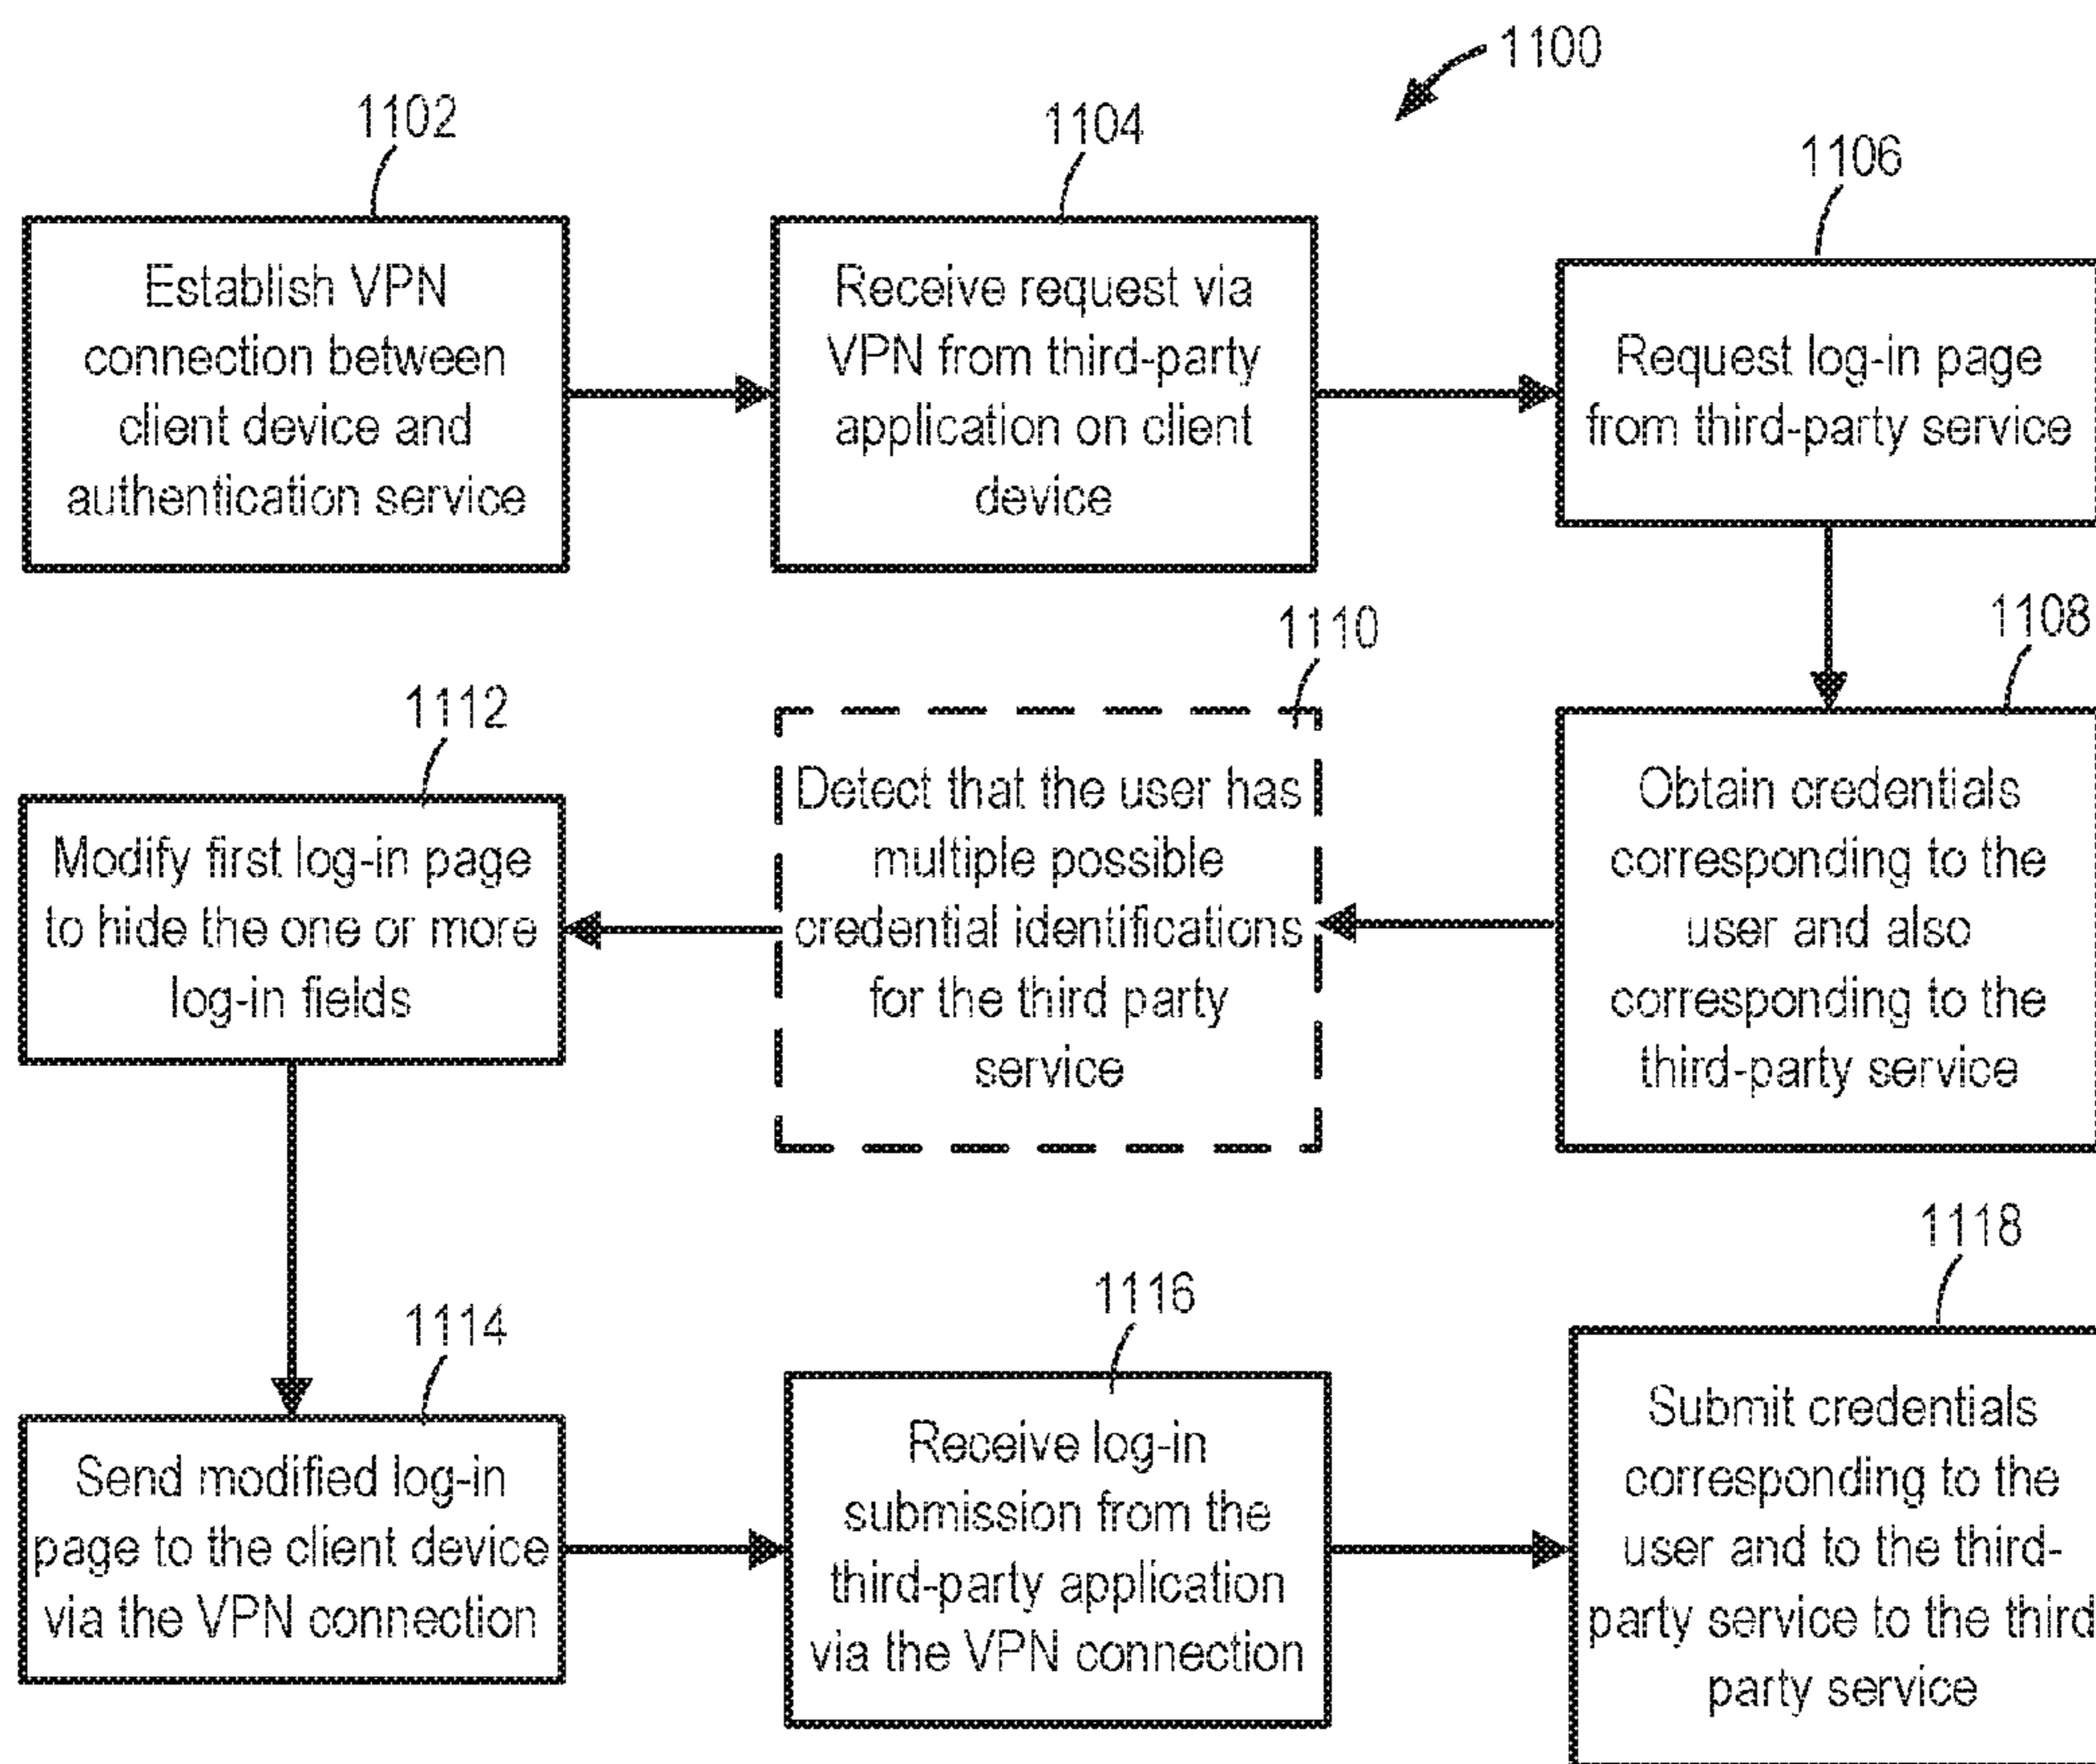 1100
1102
Establish VPN
connection between
client device and
authentication service
1104
Receive request via
VPN from third-party
application on client
device
1106
Request log-in page
from third-party service
1108
Obtain credentials
corresponding to the
user and also
corresponding to the
third-party service
1110
Detect that the user has
multiple possible
credential identifications
for the third party
service
1112
Modify first log-in page
to hide the one or more
log-in fields
1114
Send modified log-in
page to the client device
via the VPN connection
1116
Receive log-in
submission from the
third-party application
via the VPN connection
1118
Submit credentials
corresponding to the
user and to the third-
party service to the third
party service